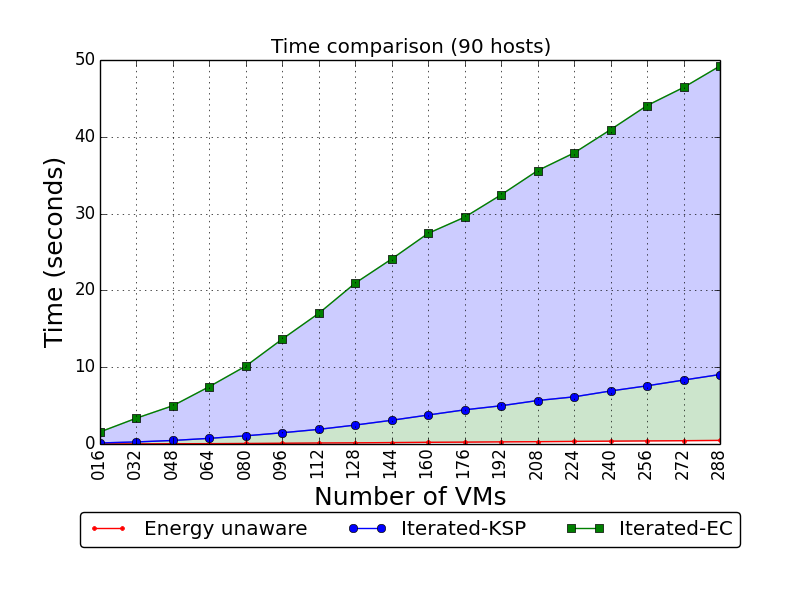 Time comparison (90 hosts)
50
40
30
20
10
0
Time (seconds)
016 032 048 064 080 096 112 128 144 160 176 192 208 224 240 256 272 288
Number of VMs
Energy unaware Iterated-KSP Iterated-EC